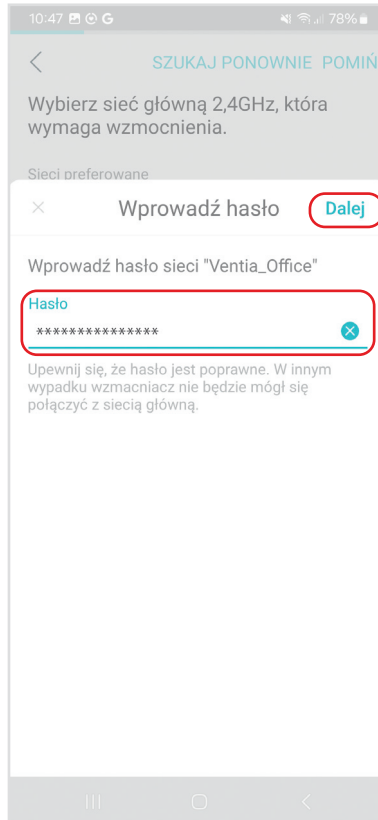 10:47 G 78%
SZUKAJ PONOWNIE POMIŃ
Wybierz sieć główną 2,4GHz, która
wymaga wzmocnienia.
Sieci preferowane
Wprowadź hasło Dalej
Wprowadź hasło sieci "Ventia_Office"
Hasło
***************
Upewnij się, że hasło jest poprawne. W innym
wypadku wzmacniacz nie będzie mógł się
połączyć z siecią główną.